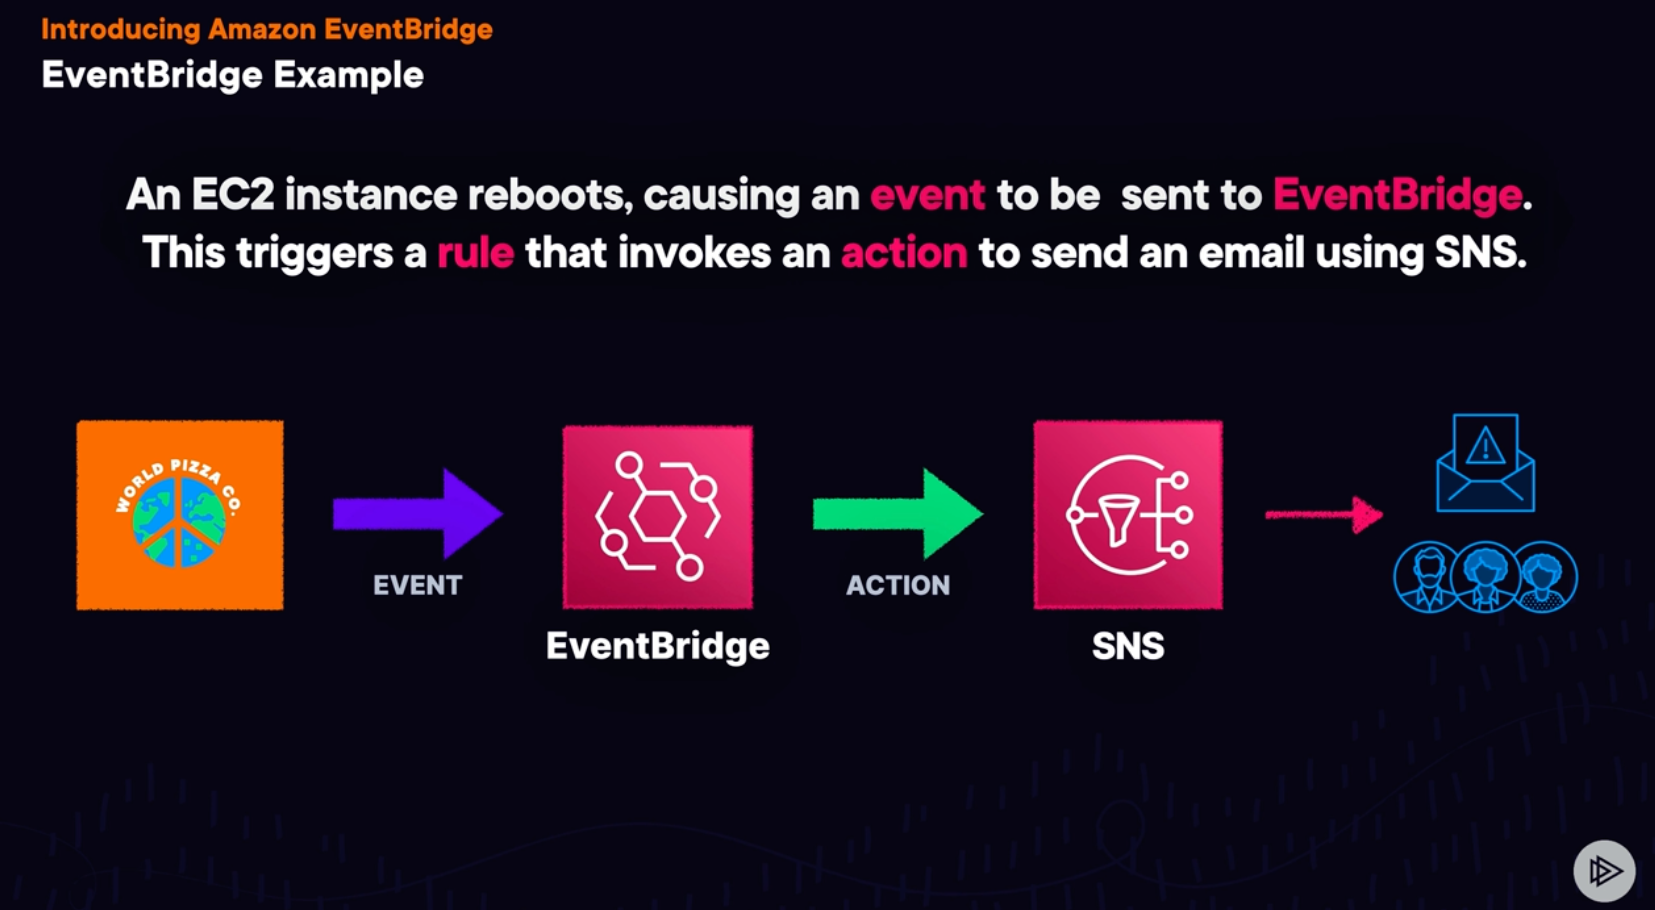 Introducing Amazon EventBridge
EventBridge Example
An EC2 instance reboots, causing an event to be sent to EventBridge.
This triggers a rule that invokes an action to send an email using SNS.
WORLD PIZZA CO.
EVENT
ACTION
EventBridge
SNS